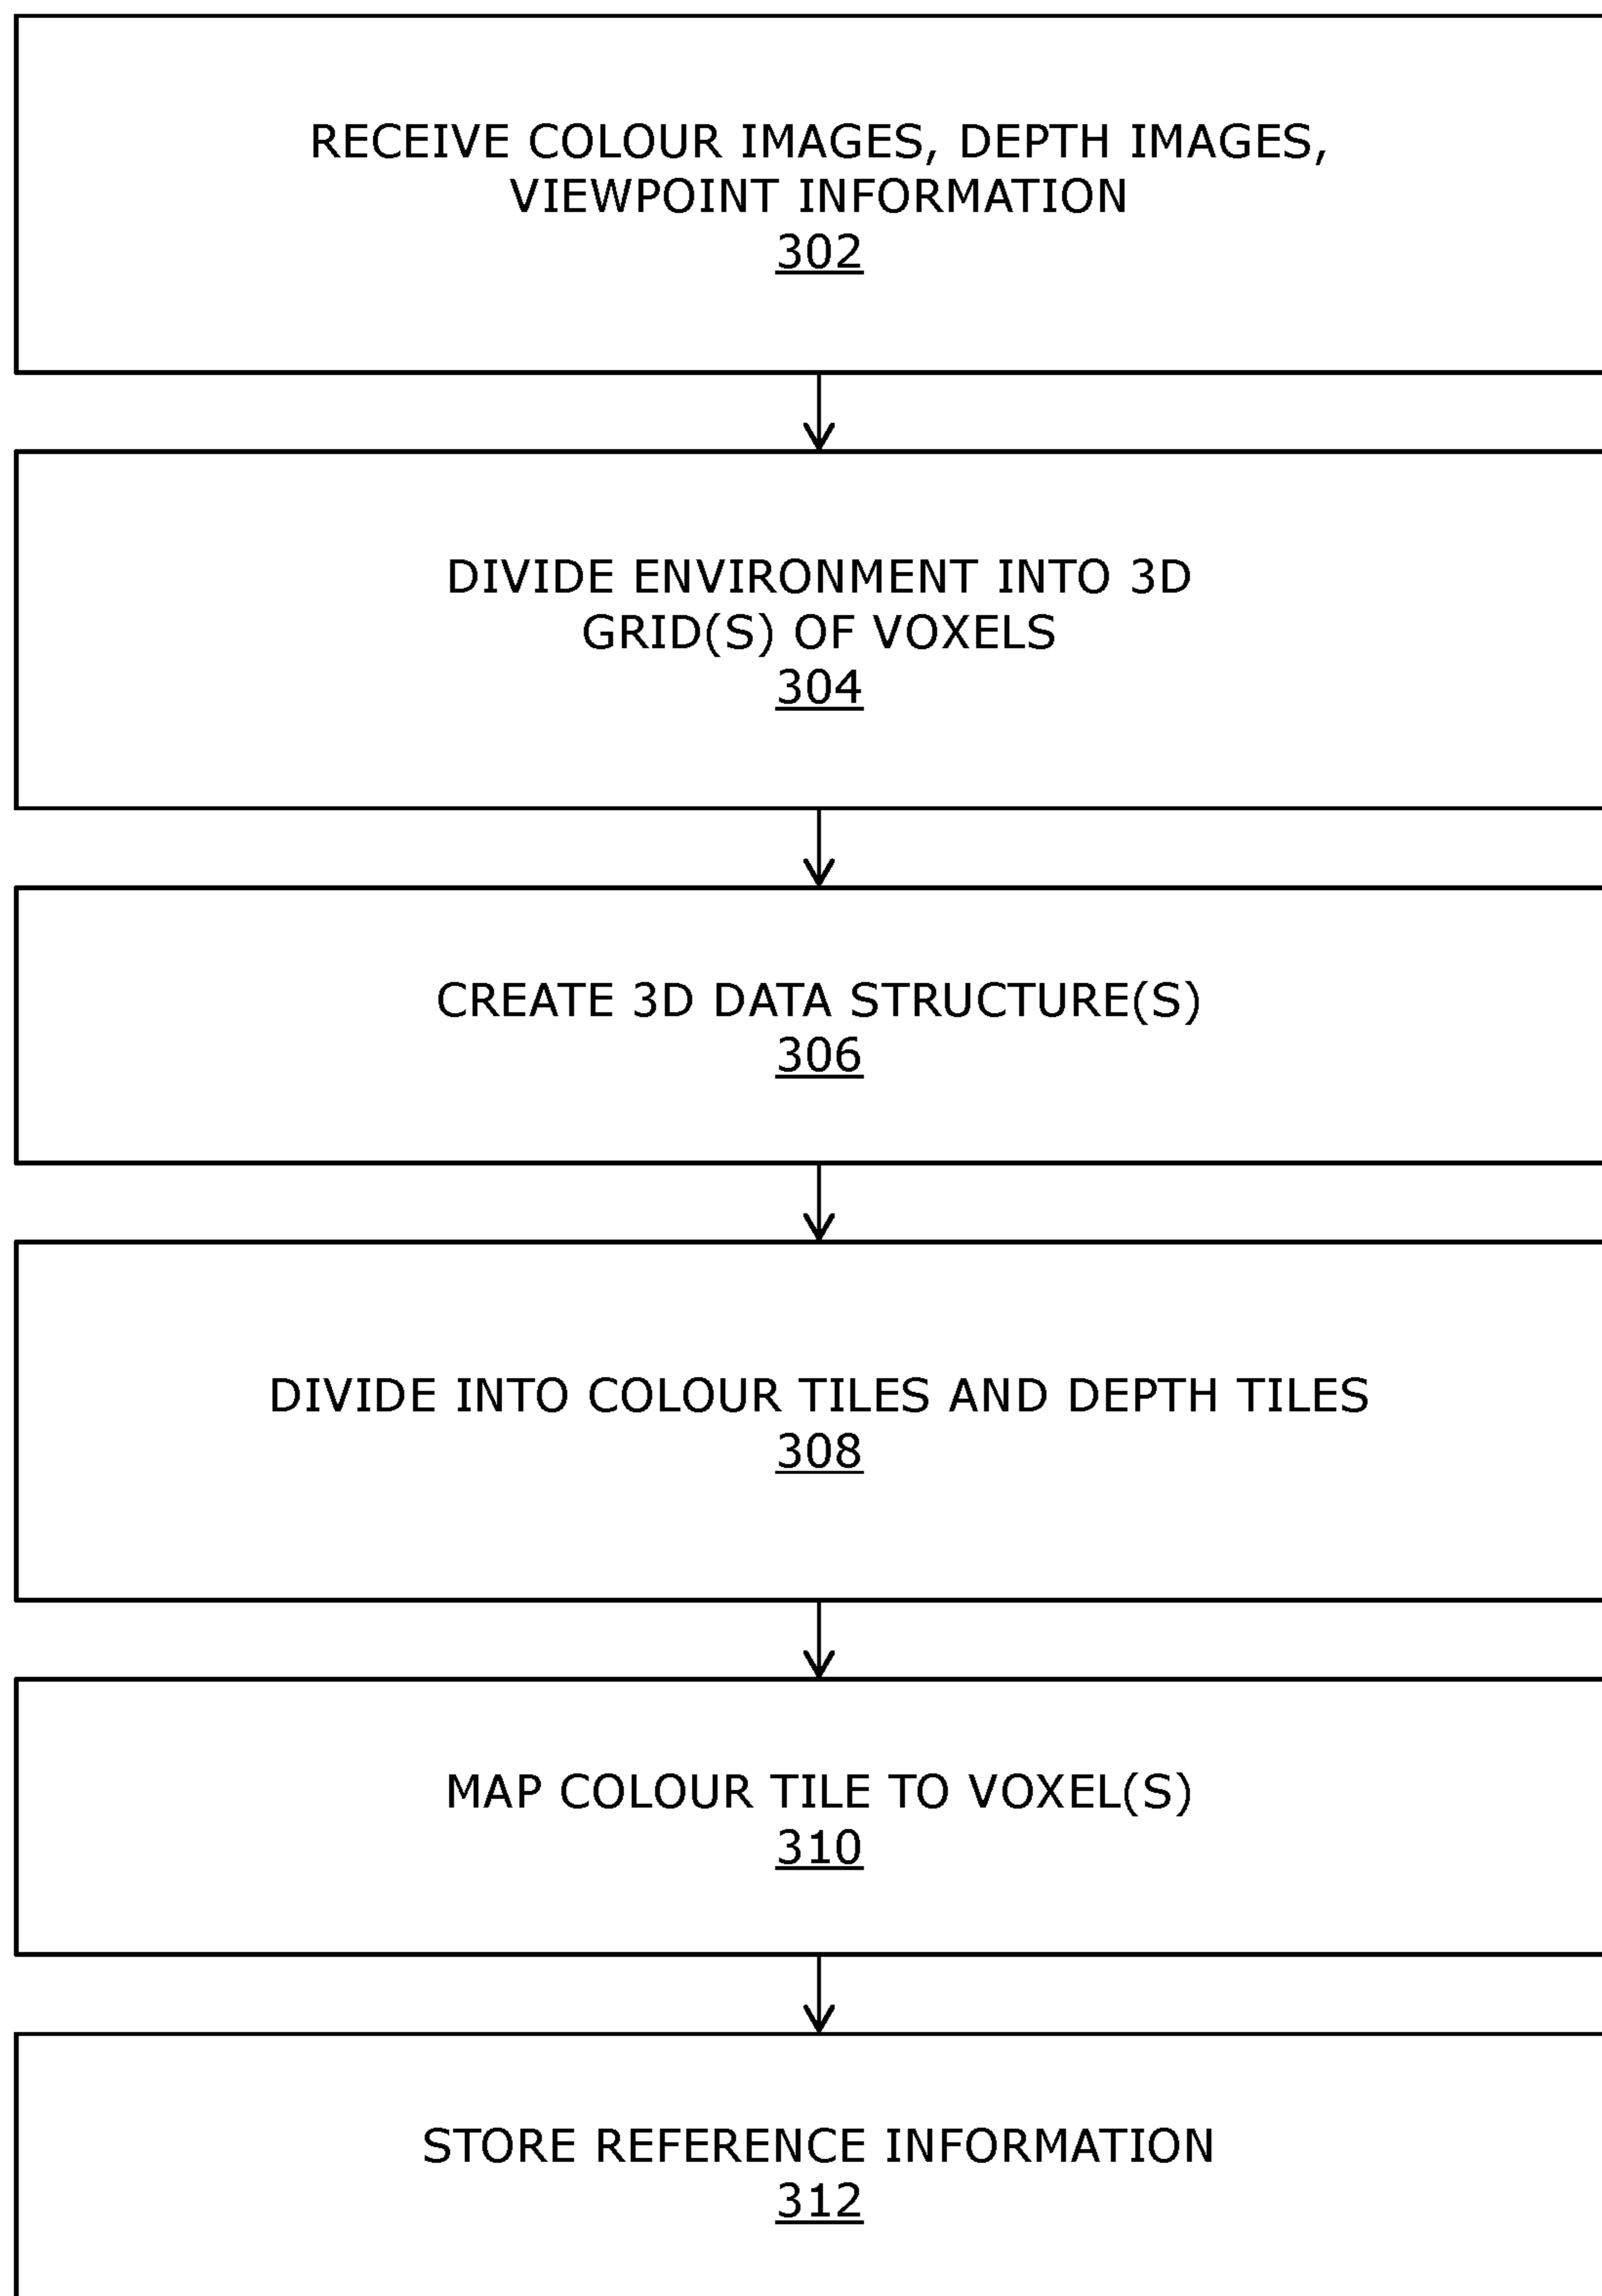 RECEIVE COLOUR IMAGES, DEPTH IMAGES,
VIEWPOINT INFORMATION
302
DIVIDE ENVIRONMENT INTO 3D
GRID(S) OF VOXELS
304
CREATE 3D DATA STRUCTURE(S)
306
DIVIDE INTO COLOUR TILES AND DEPTH TILES
308
MAP COLOUR TILE TO VOXEL(S)
310
STORE REFERENCE INFORMATION
312